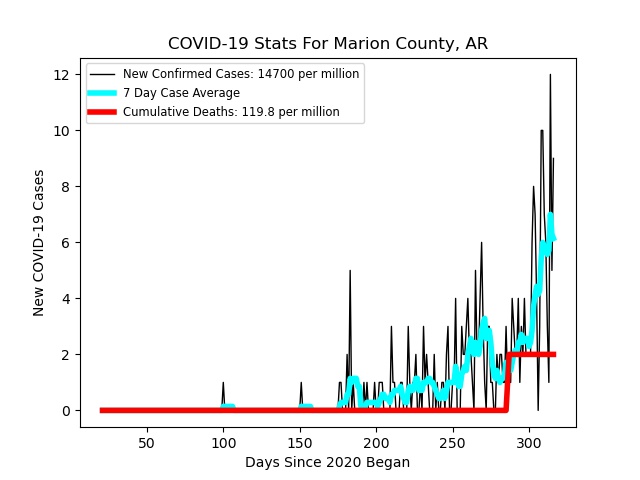 COVID-19 Stats For Marion County, AR
New Confirmed Cases: 14700 per million
7 Day Case Average
Cumulative Deaths: 119.8 per million
New COVID-19 Cases
12
10
8
6
4
2
0
50 100 150 200 250 300
Days Since 2020 Began